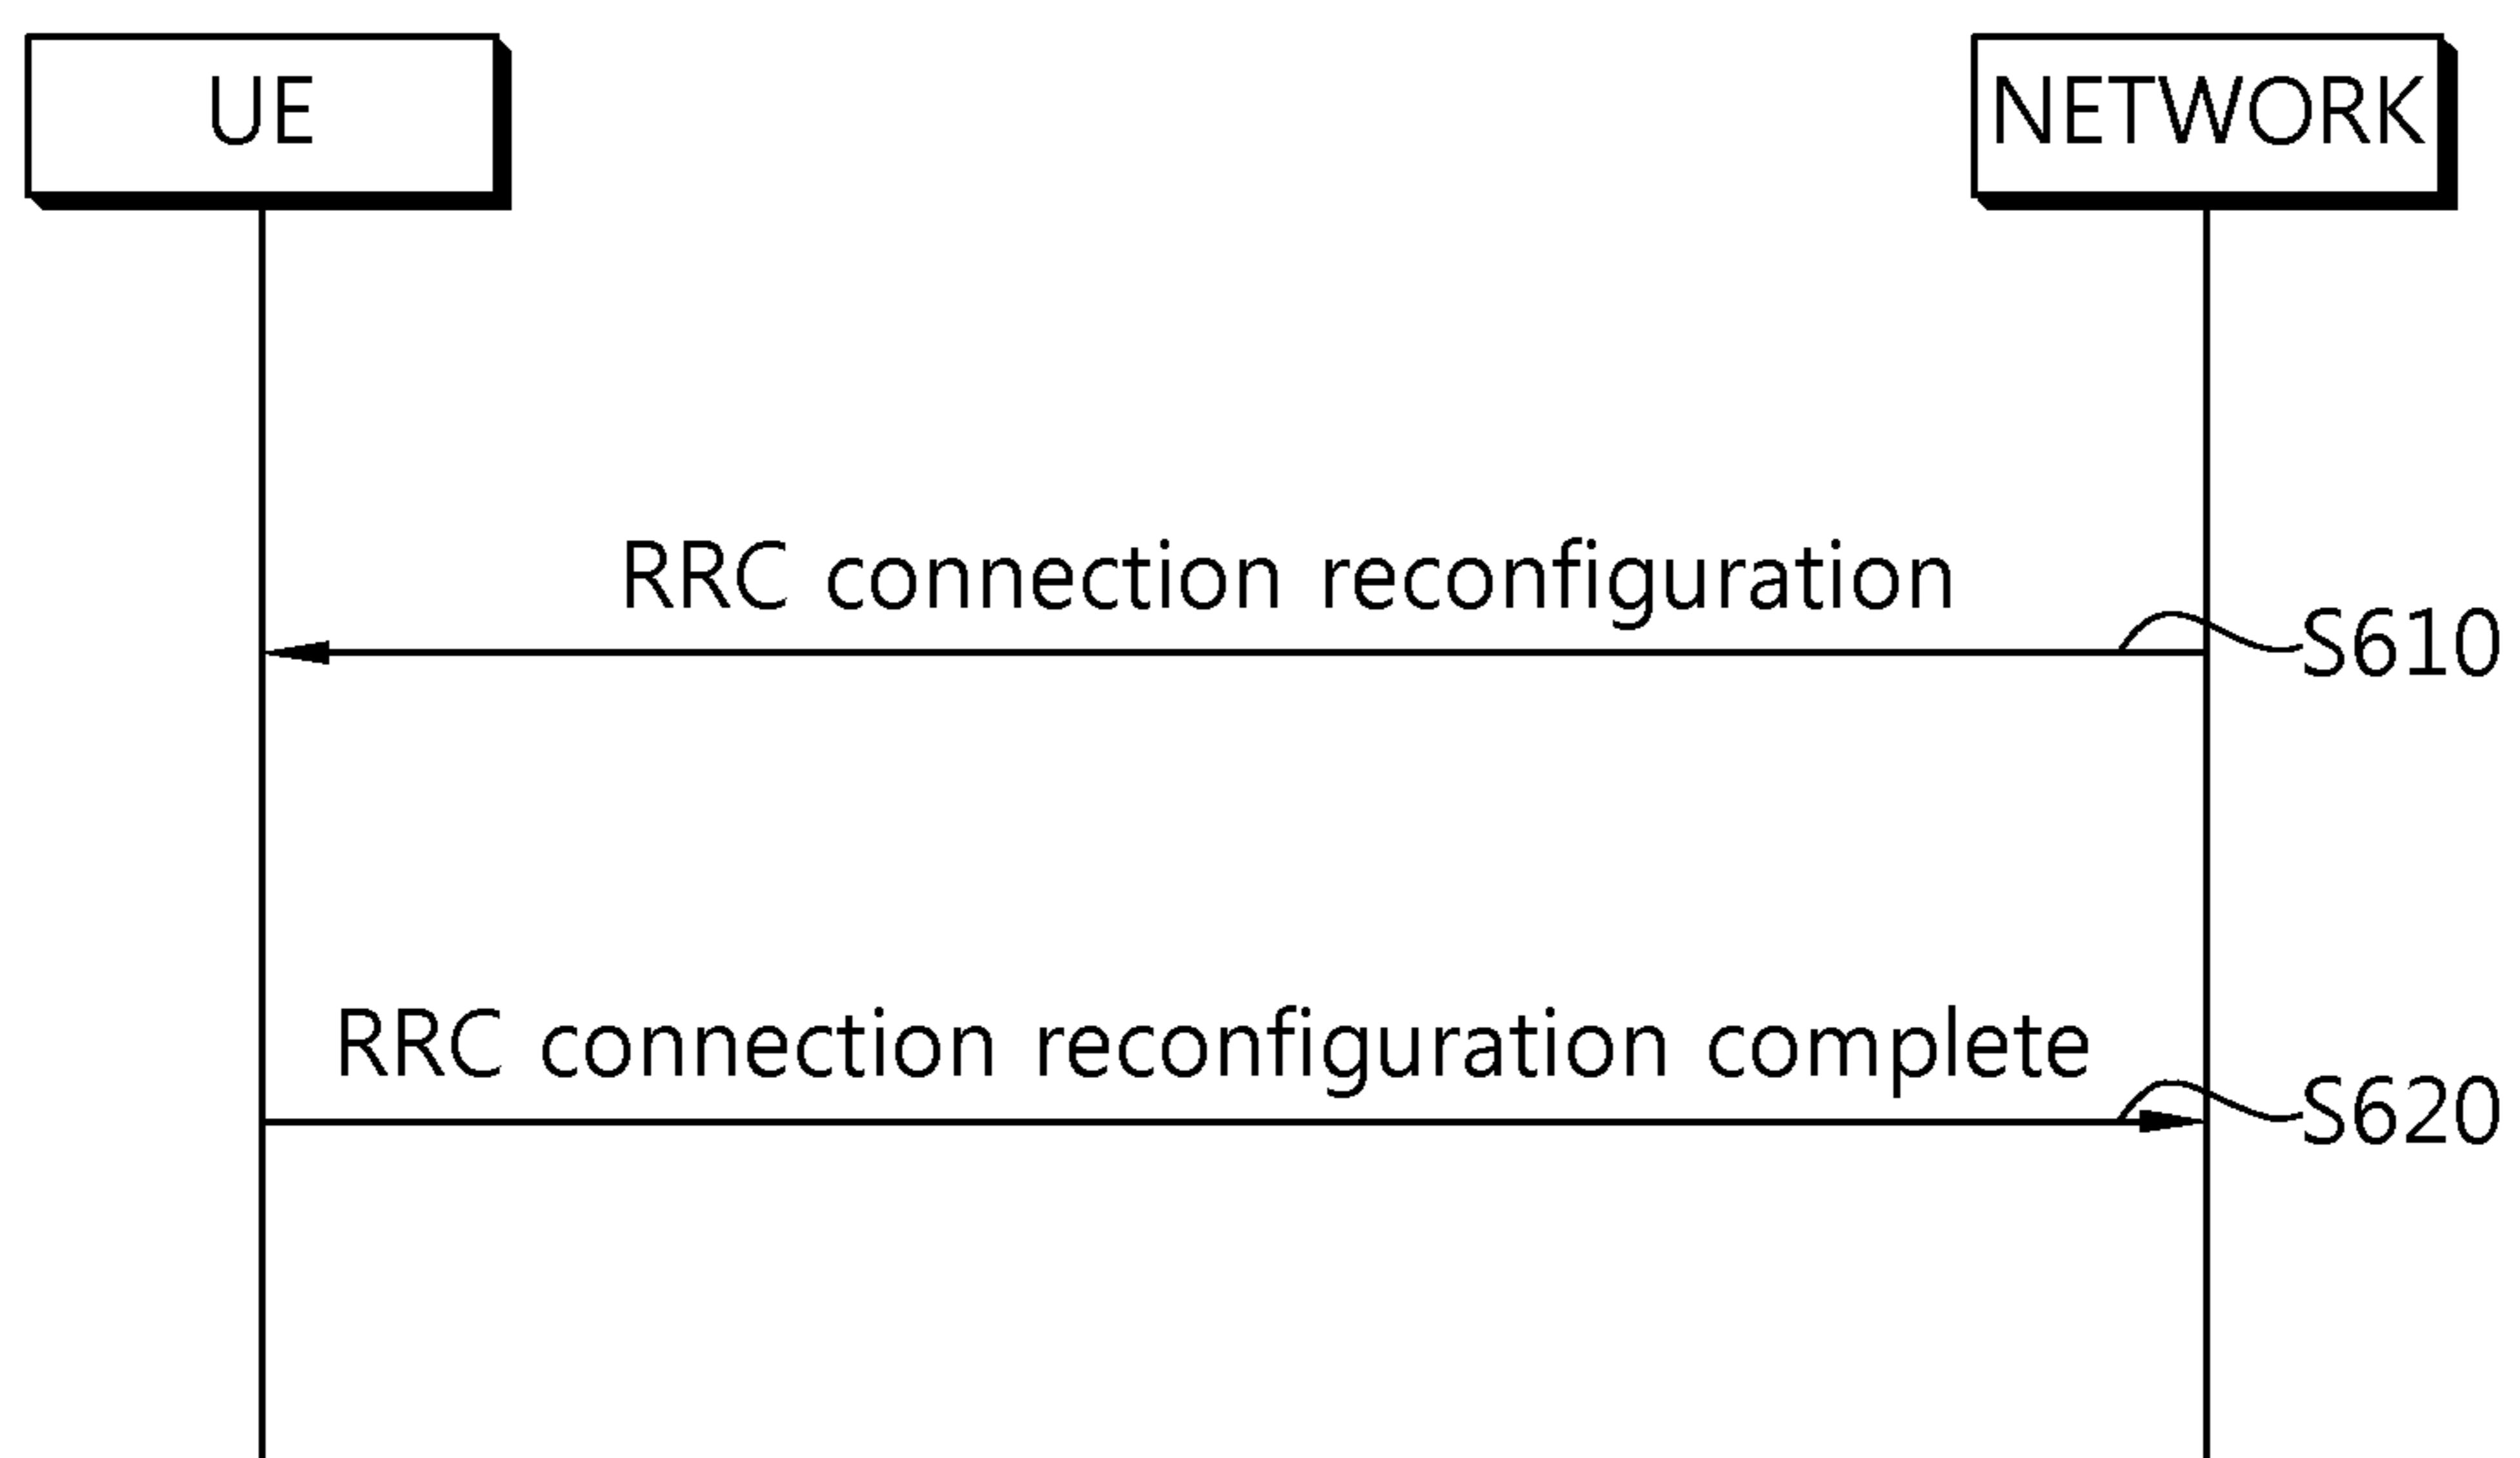 UE
NETWORK
RRC connection reconfiguration
S610
RRC connection reconfiguration complete
S620